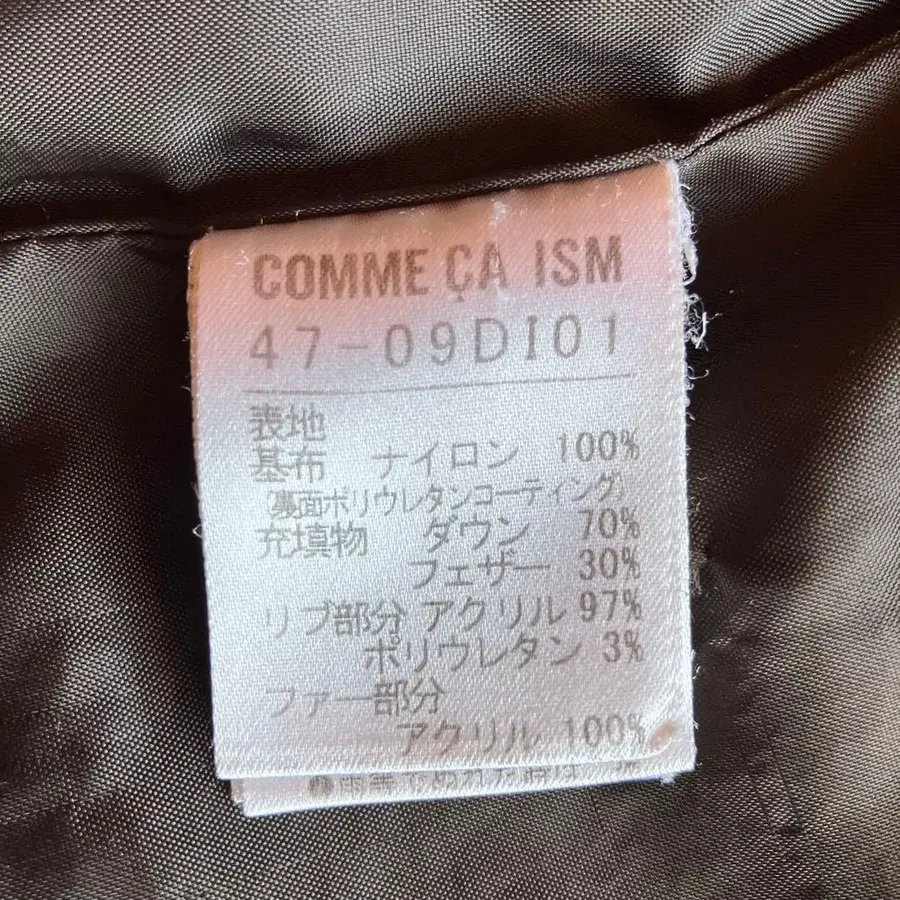 COMME ÇA ISM
47-09DI01
表地
基布 ナイロン 100%
(裏面ポリウレタンコーティング)
充填物 ダウン 70%
フェザー 30%
リブ部分 アクリル 97%
ポリウレタン 3%
ファー部分
アクリル 100%